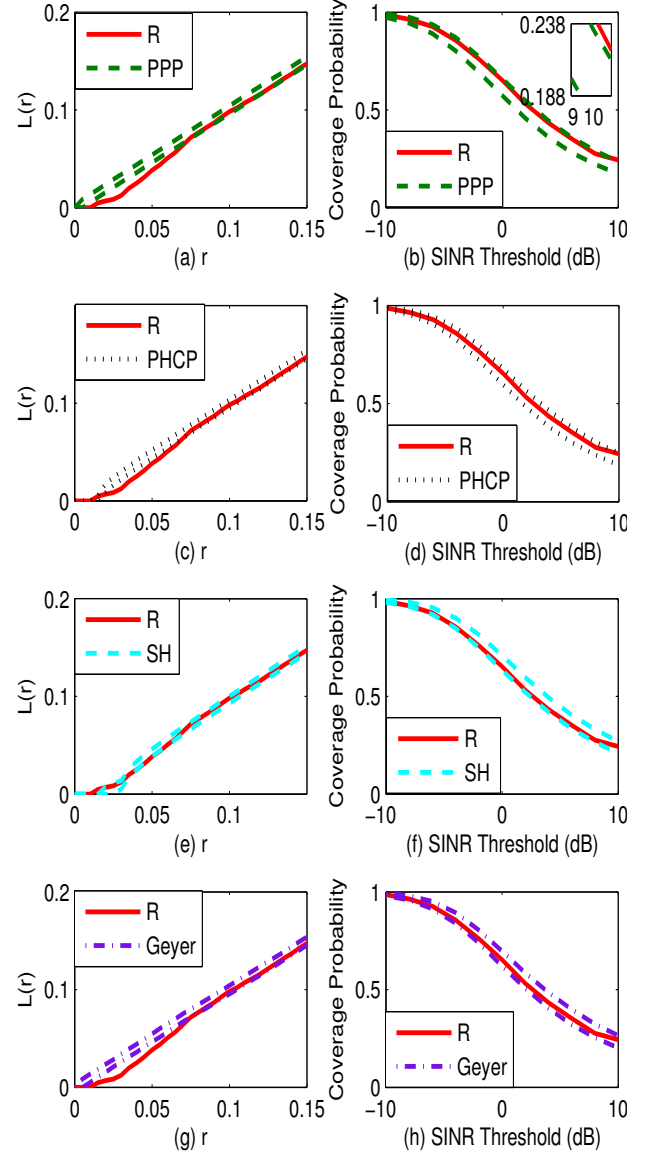 0.2
R
PPP
L(r)
0.1
0
0 0.05 0.1 0.15
(a) r
1
0.238
0.188
9 10
Coverage Probability
0.5
R
PPP
0
−10 0 10
(b) SINR Threshold (dB)
R
PHCP
L(r)
0.1
0
0 0.05 0.1 0.15
(c) r
1
Coverage Probability
0.5
R
PHCP
0
−10 0 10
(d) SINR Threshold (dB)
0.2
R
SH
L(r)
0.1
0
0 0.05 0.1 0.15
(e) r
1
Coverage Probability
0.5
R
SH
0
−10 0 10
(f) SINR Threshold (dB)
0.2
R
Geyer
L(r)
0.1
0
0 0.05 0.1 0.15
(g) r
1
Coverage Probability
0.5
R
Geyer
0
−10 0 10
(h) SINR Threshold (dB)